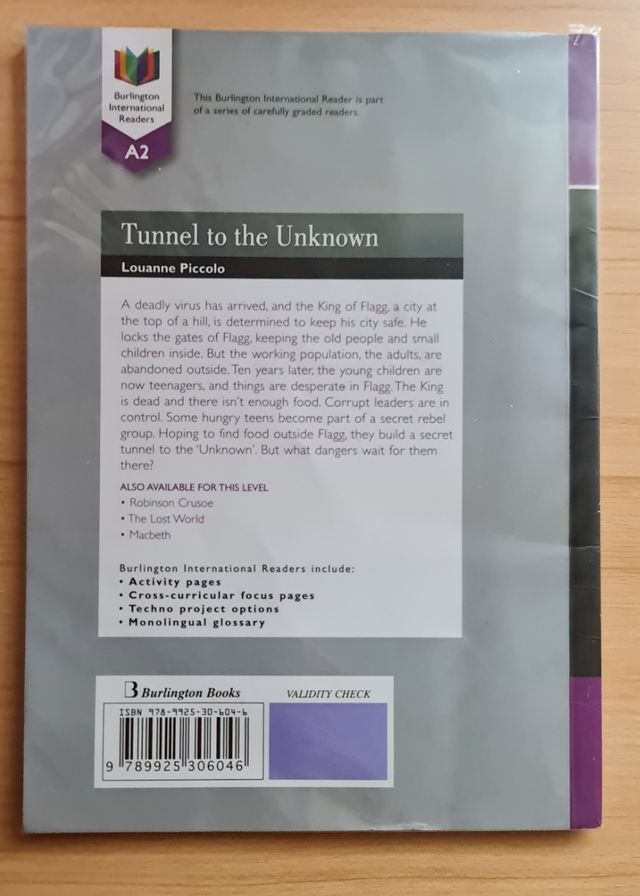 Burlington
International
Readers
A2
This Burlington International Reader is part
of a series of carefully graded readers.
Tunnel to the Unknown
Louanne Piccolo
A deadly virus has arrived, and the King of Flagg, a city at
the top of a hill, is determined to keep his city safe. He
locks the gates of Flagg, keeping the old people and small
children inside. But the working population, the adults, are
abandoned outside. Ten years later, the young children are
now teenagers, and things are desperate in Flagg. The King
is dead and there isn't enough food. Corrupt leaders are in
control. Some hungry teens become part of a secret rebel
group. Hoping to find food outside Flagg, they build a secret
tunnel to the 'Unknown'. But what dangers wait for them
there?
ALSO AVAILABLE FOR THIS LEVEL
• Robinson Crusoe
• The Lost World
• Macbeth
Burlington International Readers include:
• Activity pages
• Cross-curricular focus pages
• Techno project options
• Monolingual glossary
B Burlington Books
VALIDITY CHECK
ISBN 978-9925-30-604-6
9 789925 306046